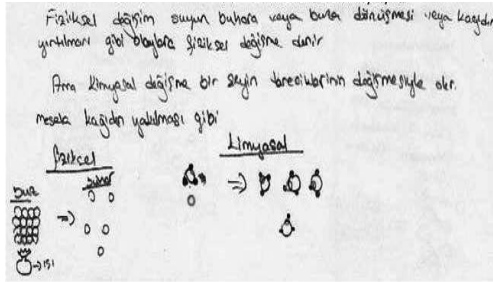 Fiziksel değişim suyun buhara veya buza dönüşmesi veya kağıdın
yırtılması gibi olaylara fiziksel değişme denir
Ama kimyasal değişme bir şeyin taneciklerinin değişmesiyle olur.
mesela kağıdın yakılması gibi
fiziksel
kimyasal
buhar
buz
ısı